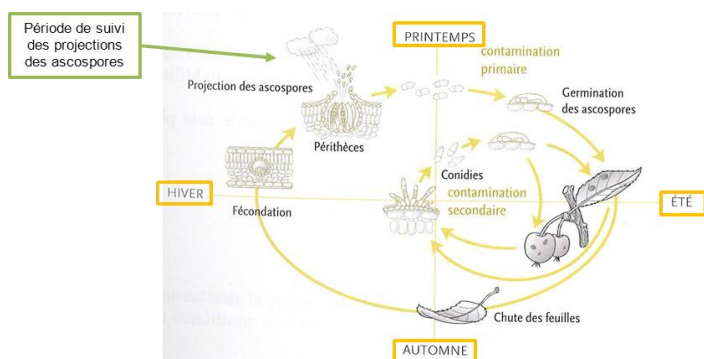 Période de suivi
des projections
des ascospores
PRINTEMPS
contamination
primaire
Projection des ascospores
Germination
des ascospores
Périthèces
Conidies
contamination
secondaire
HIVER
Fécondation
ÉTÉ
Chute des feuilles
AUTOMNE